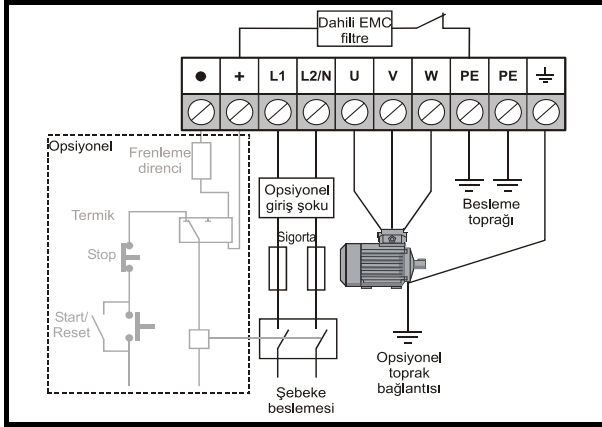 Dahili EMC
filtre
● + L1 L2/N U V W PE PE
Opsiyonel
Frenleme
direnci
Termik
Stop
Start/
Reset
Opsiyonel
giriş şoku
Sigorta
Şebeke
beslemesi
Besleme
toprağı
Opsiyonel
toprak
bağlantısı